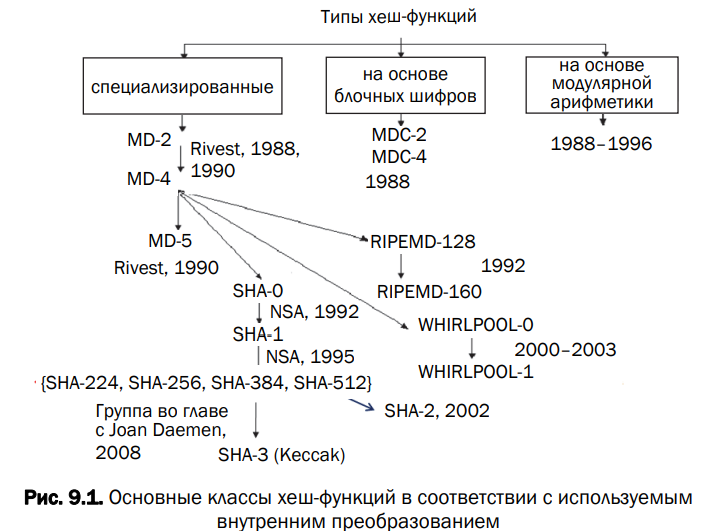 Типы хеш-функций
специализированные
на основе
блочных шифров
на основе
модулярной
арифметики
MD-2
Rivest, 1988,
1990
MD-4
MDC-2
MDC-4
1988
1988–1996
MD-5
Rivest, 1990
RIPEMD-128
1992
RIPEMD-160
SHA-0
NSA, 1992
SHA-1
NSA, 1995
WHIRLPOOL-0
2000–2003
WHIRLPOOL-1
{SHA-224, SHA-256, SHA-384, SHA-512}
Группа во главе
с Joan Daemen,
2008
SHA-2, 2002
SHA-3 (Keccak)
Рис. 9.1. Основные классы хеш-функций в соответствии с используемым
внутренним преобразованием